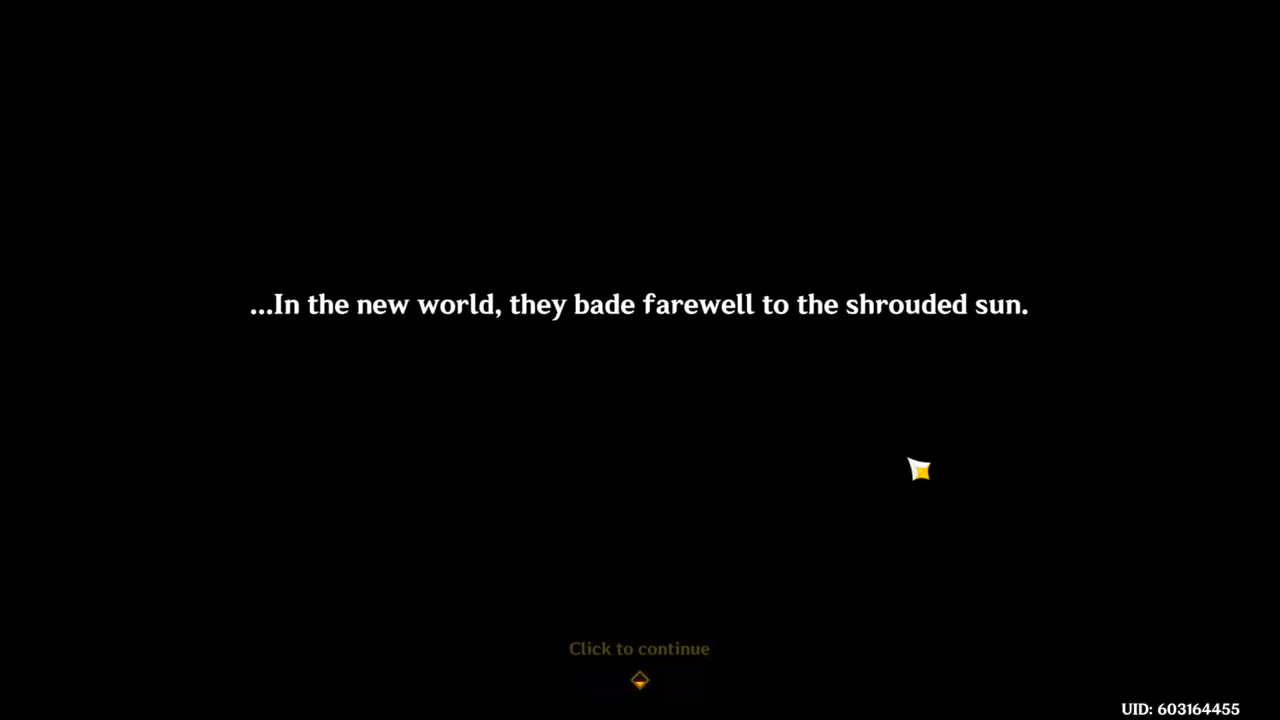 ...In the new world, they bade farewell to the shrouded sun.
Click to continue
UID: 603164455